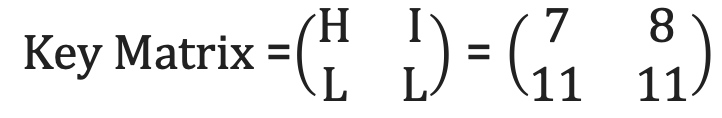 Key Matrix = (H I) = (7 8)
(L L) (11 11)